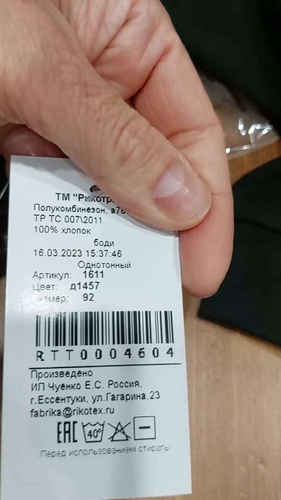 ТМ
Полукомбинезон,
ТР ТС 007\2011
100% хлопок
боди
16.03.2023 15:37:46
Однотонный
Артикул: 1611
Цвет: д1457
Размер: 92
RTT0004604
Произведено
ИП Чуенко Е.С. Россия,
г.Ессентуки, ул.Гагарина,23
fabrika@rikotex.ru
EAC 40°
Перед использованием стирать